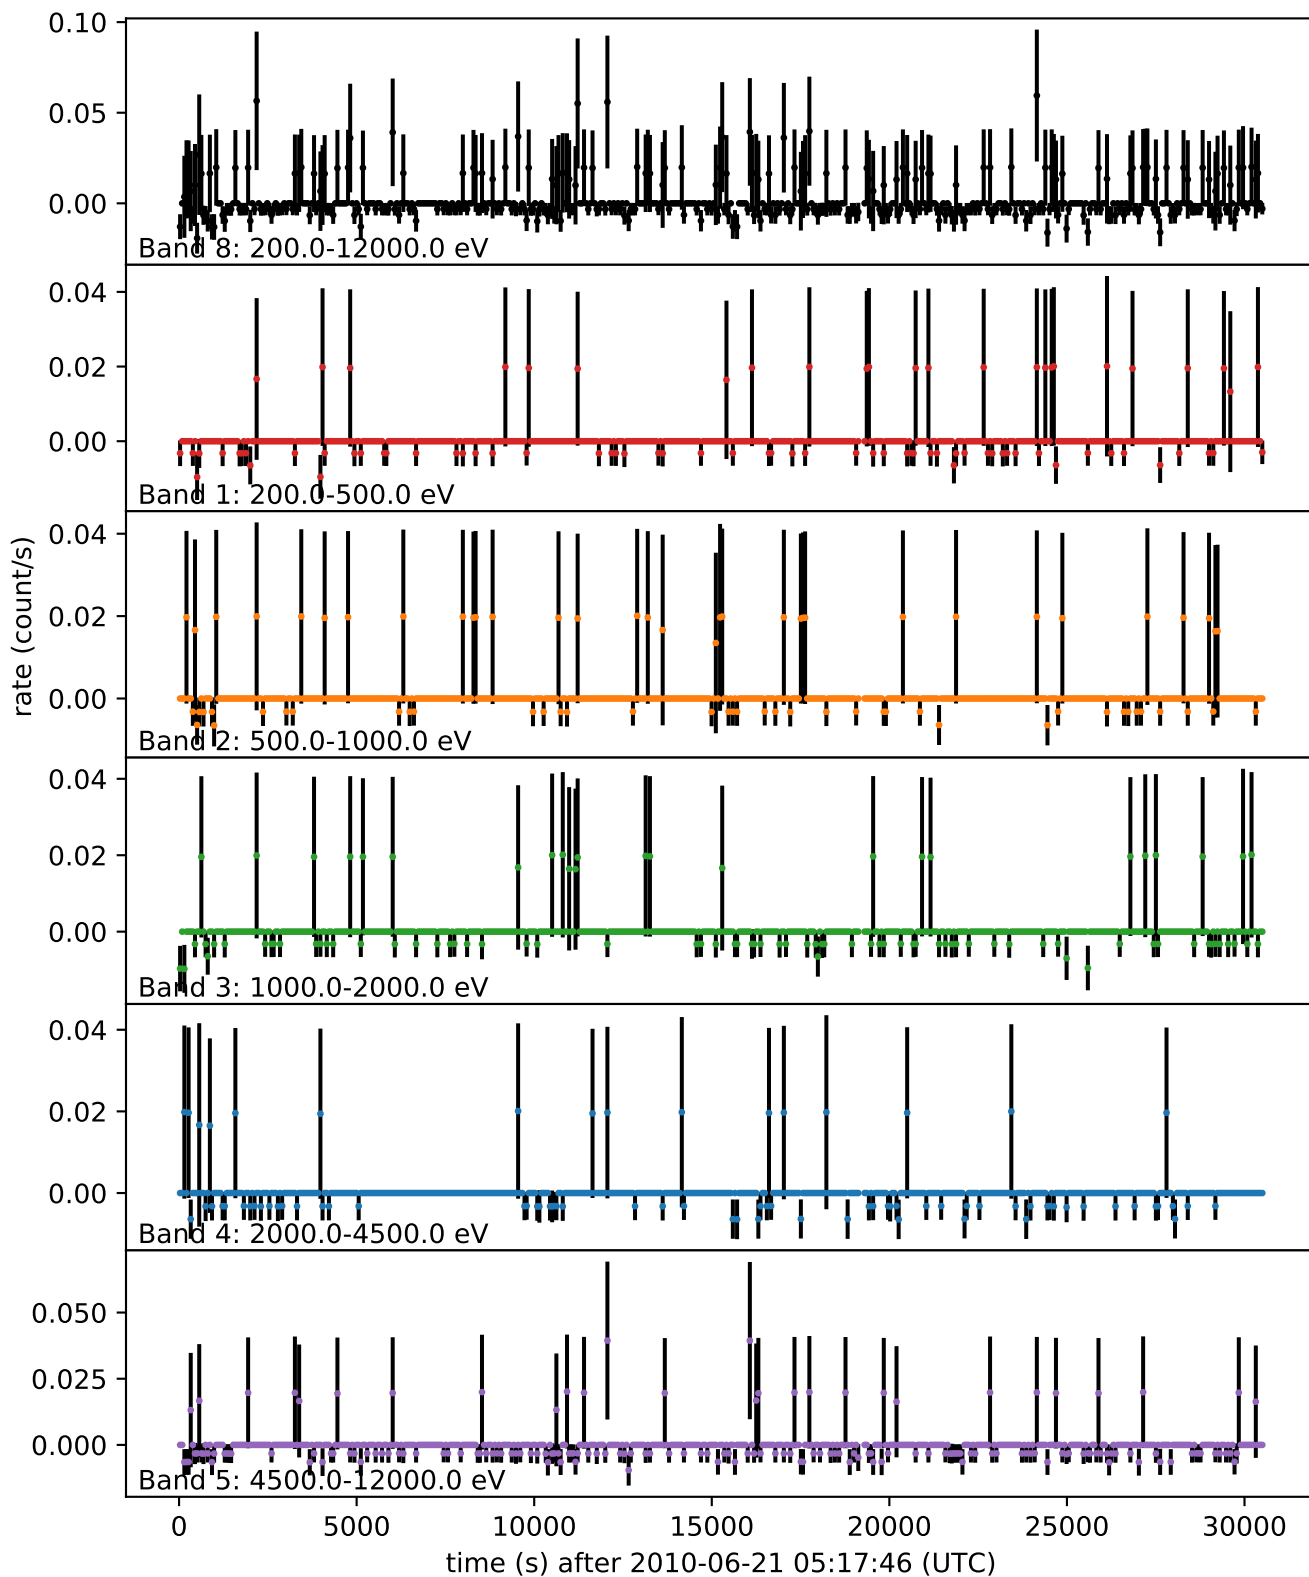 0.10
0.05
0.00
Band 8: 200.0-12000.0 eV
0.04
0.02
0.00
Band 1: 200.0-500.0 eV
0.04
0.02
0.00
Band 2: 500.0-1000.0 eV
rate (count/s)
0.04
0.02
0.00
Band 3: 1000.0-2000.0 eV
0.04
0.02
0.00
Band 4: 2000.0-4500.0 eV
0.050
0.025
0.000
Band 5: 4500.0-12000.0 eV
0 5000 10000 15000 20000 25000 30000
time (s) after 2010-06-21 05:17:46 (UTC)